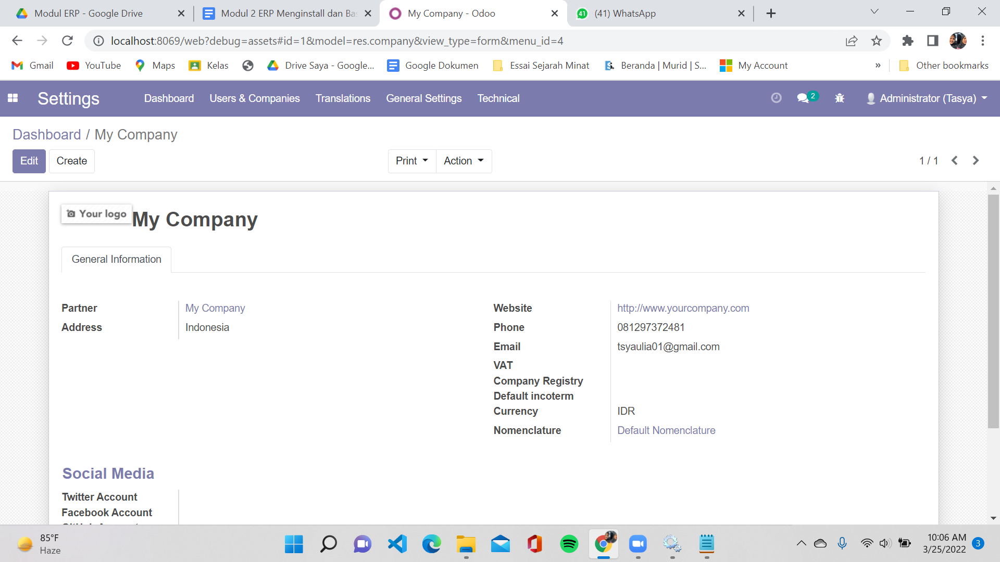 Modul ERP - Google Drive
Modul 2 ERP Menginstall dan Ba
My Company - Odoo
(41) WhatsApp
localhost:8069/web?debug=assets#id=1&model=res.company&view_type=form&menu_id=4
Gmail
YouTube
Maps
Kelas
Drive Saya - Google...
Google Dokumen
Essai Sejarah Minat
Beranda | Murid | S...
My Account
»
Other bookmarks
Settings
Dashboard
Users & Companies
Translations
General Settings
Technical
2
Administrator (Tasya)
Dashboard / My Company
Edit
Create
Print
Action
1 / 1
Your logo
My Company
General Information
Partner
My Company
Address
Indonesia
Website
http://www.yourcompany.com
Phone
081297372481
Email
tsyaulia01@gmail.com
VAT
Company Registry
Default incoterm
Currency
IDR
Nomenclature
Default Nomenclature
Social Media
Twitter Account
Facebook Account
85°F
Haze
10:06 AM
3/25/2022
3